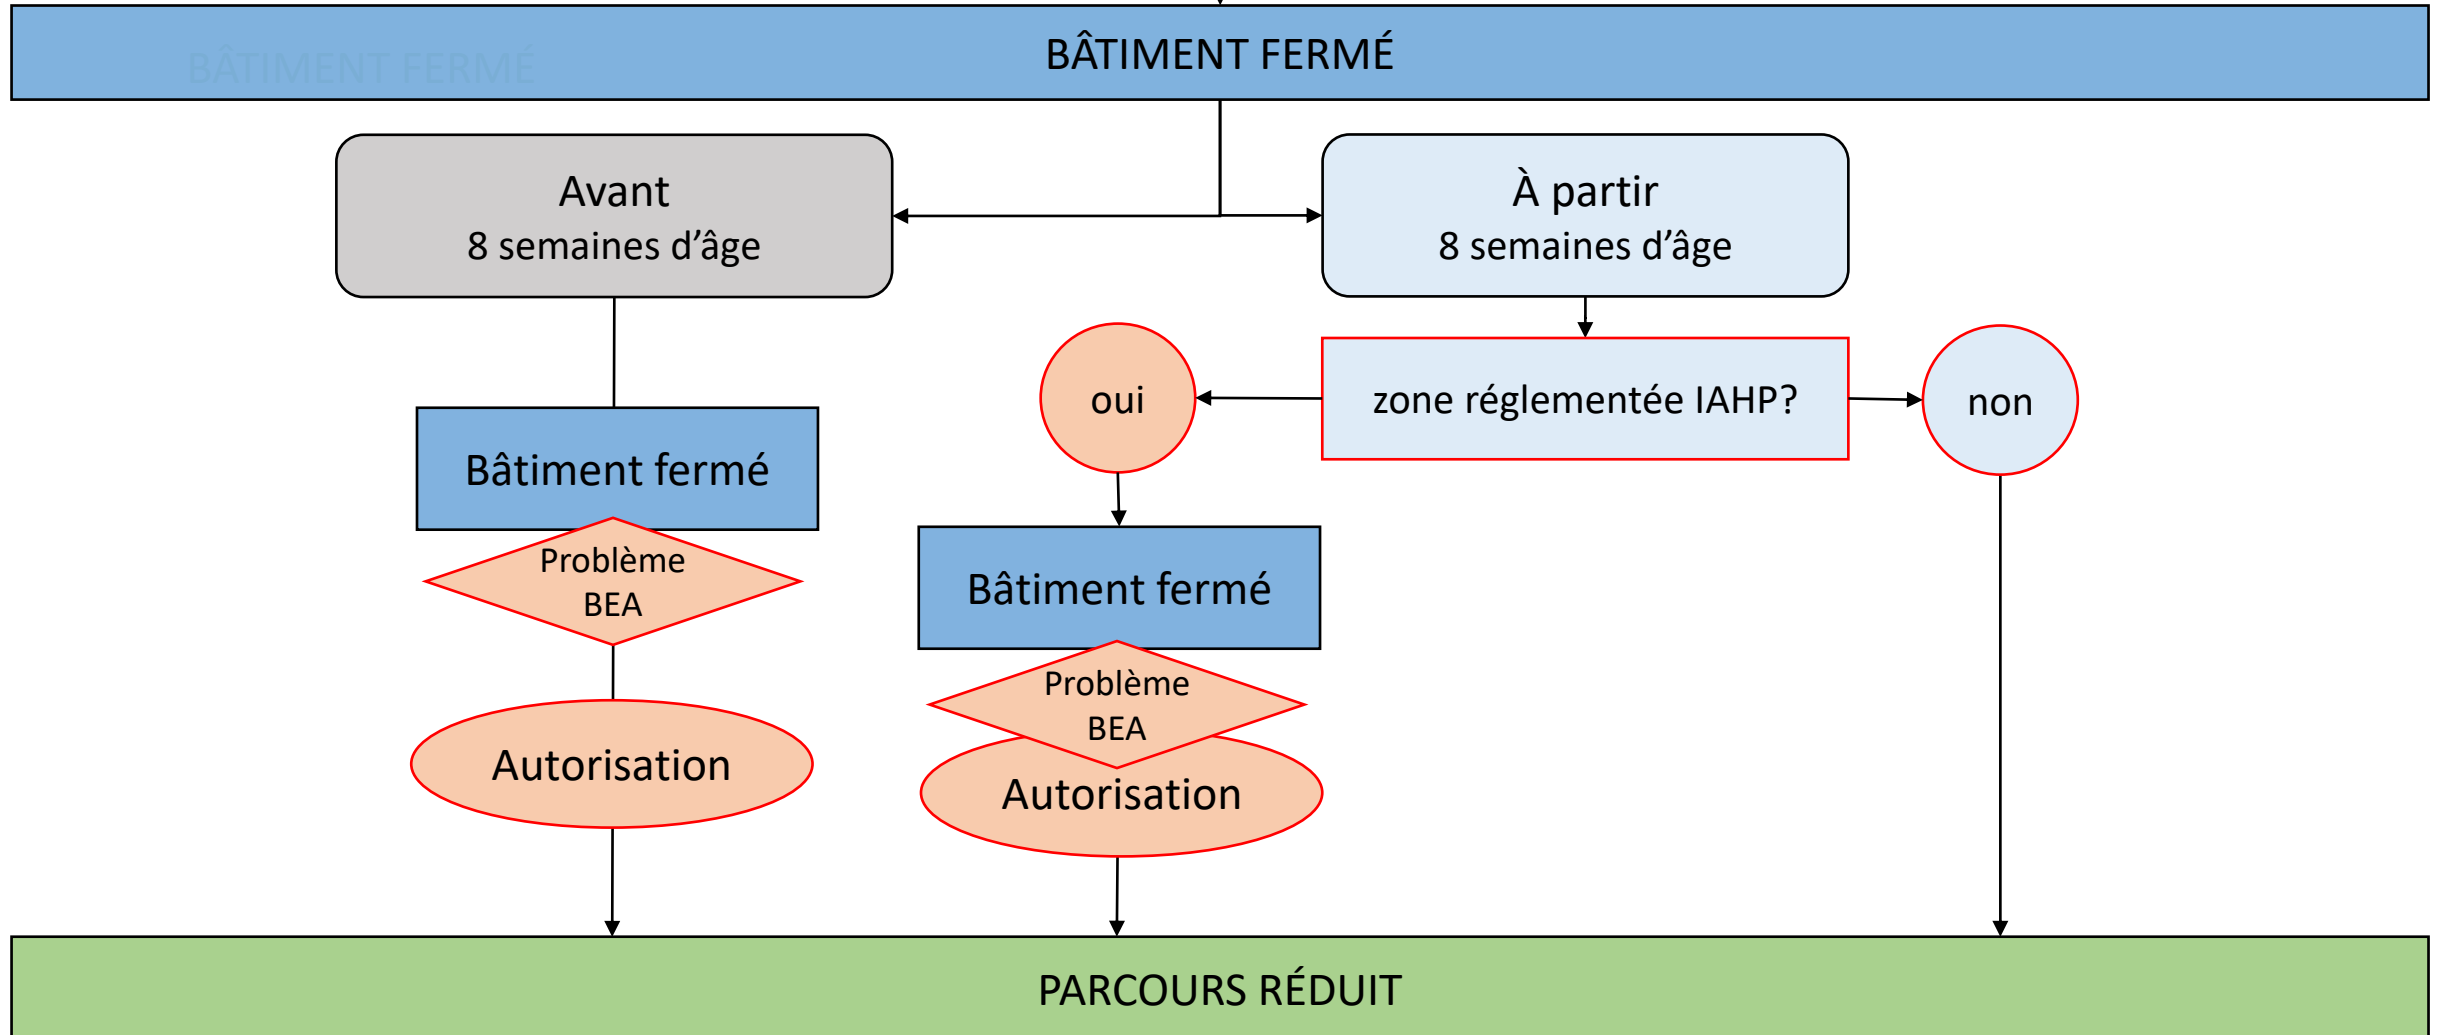 BÂTIMENT FERMÉ
BÂTIMENT FERMÉ
Avant
8 semaines d’âge
À partir
8 semaines d’âge
oui
zone réglementée IAHP?
non
Bâtiment fermé
Problème
BEA
Autorisation
Bâtiment fermé
Problème
BEA
Autorisation
PARCOURS RÉDUIT